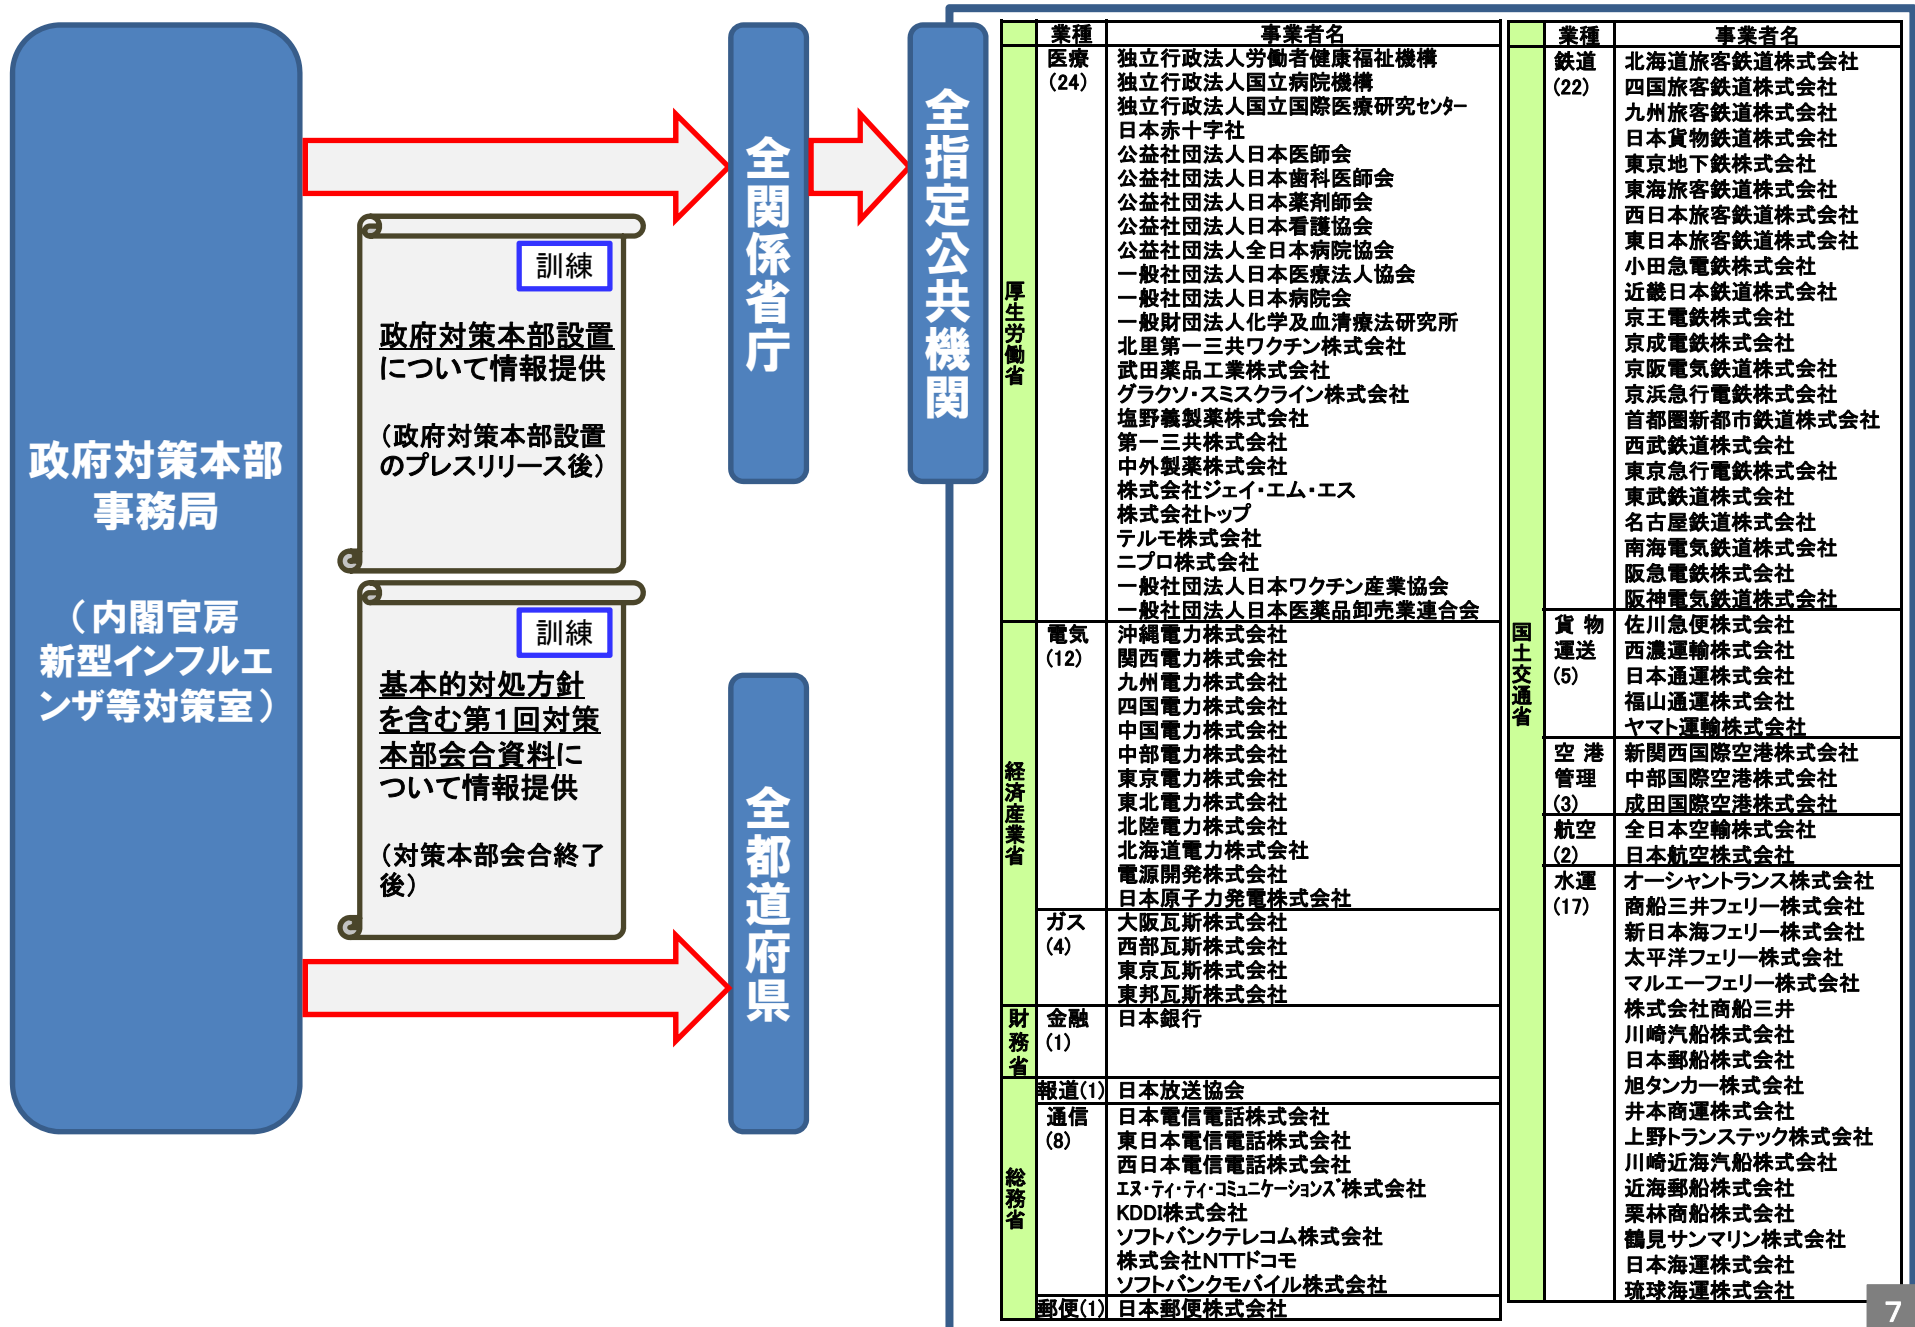 政府対策本部
事務局
（内閣官房
新型インフルエ
ンザ等対策室）
訓練
政府対策本部設置
について情報提供
（政府対策本部設置
のプレスリリース後）
訓練
基本的対処方針
を含む第１回対策
本部会合資料に
ついて情報提供
（対策本部会合終了
後）
全関係省庁
全都道府県
全指定公共機関
業種 事業者名
厚生労働省
医療 独立行政法人労働者健康福祉機構
(24) 独立行政法人国立病院機構
独立行政法人国立国際医療研究センター
日本赤十字社
公益社団法人日本医師会
公益社団法人日本歯科医師会
公益社団法人日本薬剤師会
公益社団法人日本看護協会
公益社団法人全日本病院協会
一般社団法人日本医療法人協会
一般社団法人日本病院会
一般財団法人化学及血清療法研究所
北里第一三共ワクチン株式会社
武田薬品工業株式会社
グラクソ・スミスクライン株式会社
塩野義製薬株式会社
第一三共株式会社
中外製薬株式会社
株式会社ジェイ・エム・エス
株式会社トップ
テルモ株式会社
ニプロ株式会社
一般社団法人日本ワクチン産業協会
一般社団法人日本医薬品卸売業連合会
経済産業省
電気 沖縄電力株式会社
(12) 関西電力株式会社
九州電力株式会社
四国電力株式会社
中国電力株式会社
中部電力株式会社
東京電力株式会社
東北電力株式会社
北陸電力株式会社
北海道電力株式会社
電源開発株式会社
日本原子力発電株式会社
ガス 大阪瓦斯株式会社
(4) 西部瓦斯株式会社
東京瓦斯株式会社
東邦瓦斯株式会社
財務省
金融 日本銀行
(1)
総務省
報道(1) 日本放送協会
通信 日本電信電話株式会社
(8) 東日本電信電話株式会社
西日本電信電話株式会社
エヌ・ティ・ティ・コミュニケーションズ株式会社
KDDI株式会社
ソフトバンクテレコム株式会社
株式会社NTTドコモ
ソフトバンクモバイル株式会社
郵便(1) 日本郵便株式会社
業種 事業者名
国土交通省
鉄道 北海道旅客鉄道株式会社
(22) 四国旅客鉄道株式会社
九州旅客鉄道株式会社
日本貨物鉄道株式会社
東京地下鉄株式会社
東海旅客鉄道株式会社
西日本旅客鉄道株式会社
東日本旅客鉄道株式会社
小田急電鉄株式会社
近畿日本鉄道株式会社
京王電鉄株式会社
京成電鉄株式会社
京阪電気鉄道株式会社
京浜急行電鉄株式会社
首都圏新都市鉄道株式会社
西武鉄道株式会社
東京急行電鉄株式会社
東武鉄道株式会社
名古屋鉄道株式会社
南海電気鉄道株式会社
阪急電鉄株式会社
阪神電気鉄道株式会社
貨物 佐川急便株式会社
運送 西濃運輸株式会社
(5) 日本通運株式会社
福山通運株式会社
ヤマト運輸株式会社
空港 新関西国際空港株式会社
管理 中部国際空港株式会社
(3) 成田国際空港株式会社
航空 全日本空輸株式会社
(2) 日本航空株式会社
水運 オーシャントランス株式会社
(17) 商船三井フェリー株式会社
新日本海フェリー株式会社
太平洋フェリー株式会社
マルエーフェリー株式会社
株式会社商船三井
川崎汽船株式会社
日本郵船株式会社
旭タンカー株式会社
井本商運株式会社
上野トランステック株式会社
川崎近海汽船株式会社
近海郵船株式会社
栗林商船株式会社
鶴見サンマリン株式会社
日本海運株式会社
琉球海運株式会社
7